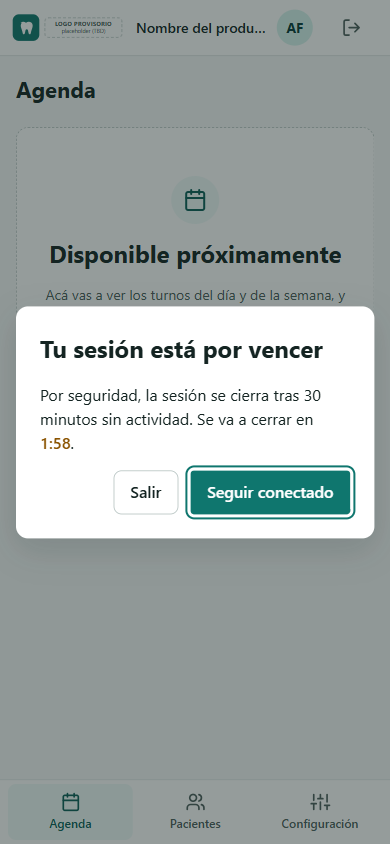 LOGO PROVISORIO
placeholder (TBD)
Nombre del produ...
AF
Agenda
Disponible próximamente
Acá vas a ver los turnos del día y de la semana, y
Tu sesión está por vencer
Por seguridad, la sesión se cierra tras 30
minutos sin actividad. Se va a cerrar en
1:58.
Salir
Seguir conectado
Agenda
Pacientes
Configuración